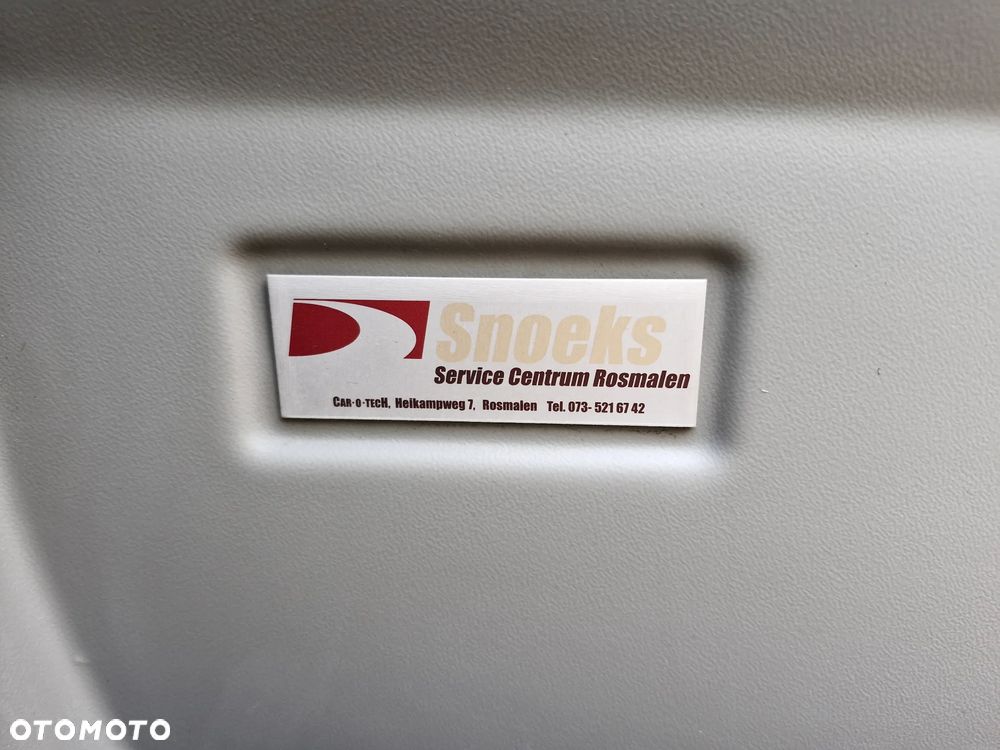 Snoeks
Service Centrum Rosmalen
CAR-O-TECH, Heikampweg 7, Rosmalen Tel. 073- 521 67 42
OTOMOTO